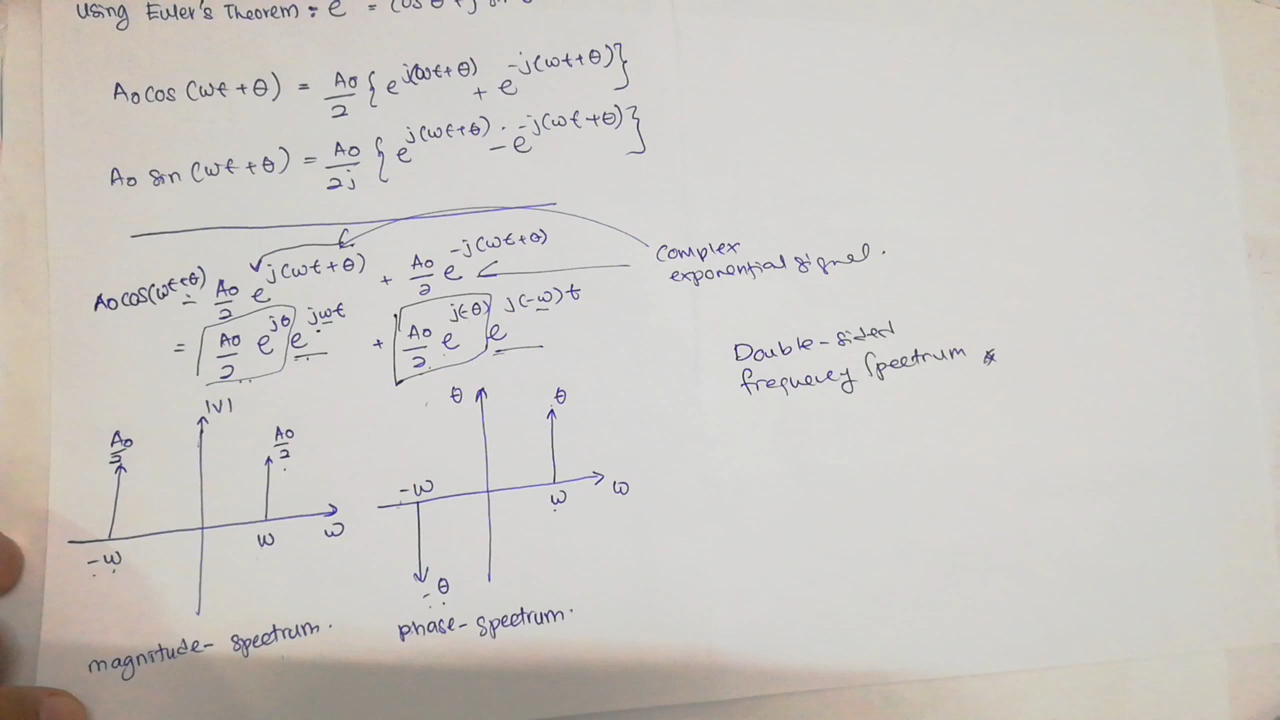 Using Euler's Theorem : e = cos θ + j
A₀ cos (ωt + θ) = A₀/2 { e^j(ωt+θ) + e^-j(ωt+θ) }
A₀ sin (ωt + θ) = A₀/2j { e^j(ωt+θ) - e^-j(ωt+θ) }
A₀ cos(ωt+θ) = A₀/2 e^j(ωt+θ) + A₀/2 e^-j(ωt+θ)
Complex
exponential signal.
= A₀/2 e^jθ e^jωt + A₀/2 e^j(-θ) e^j(-ω)t
Double-sided
frequency Spectrum *
|V|
A₀/2
A₀/2
-ω
ω
ω
magnitude- spectrum.
θ
θ
-ω
ω
ω
-θ
phase- spectrum.